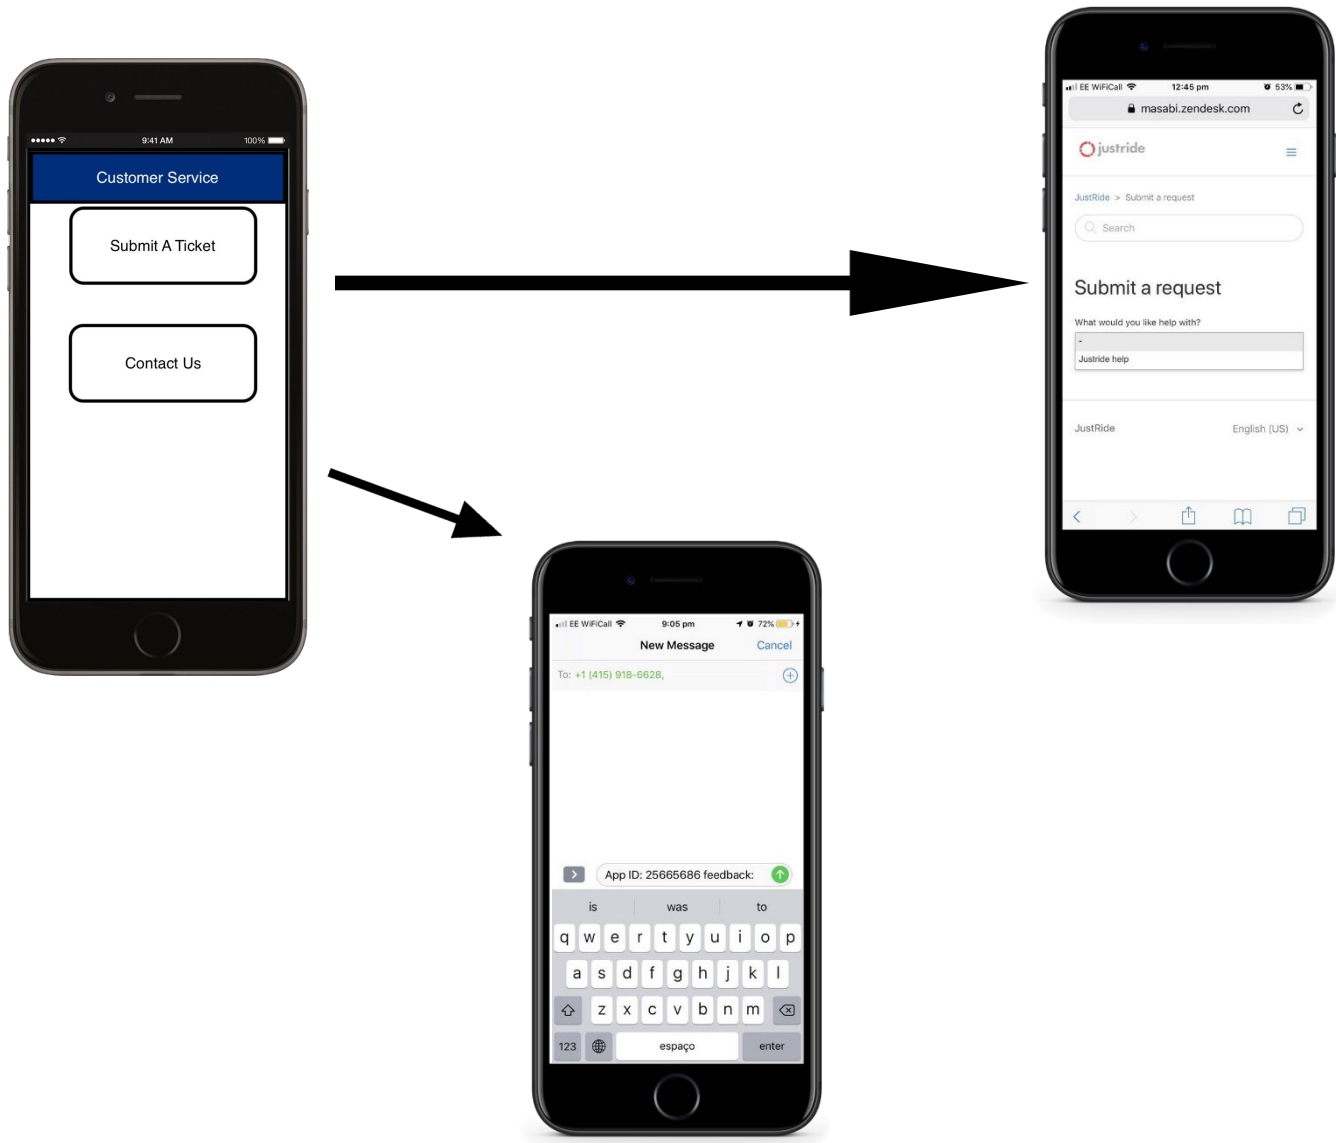 9:41 AM 100%
Customer Service
Submit A Ticket
Contact Us
EE WiFiCall 12:45 pm 53%
masabi.zendesk.com
justride
JustRide > Submit a request
Search
Submit a request
What would you like help with?
-
Justride help
JustRide English (US)
EE WiFiCall 9:05 pm 72%
New Message Cancel
To: +1 (415) 918-6628,
App ID: 25665686 feedback:
is was to
q w e r t y u i o p
a s d f g h j k l
z x c v b n m
123 espaço enter